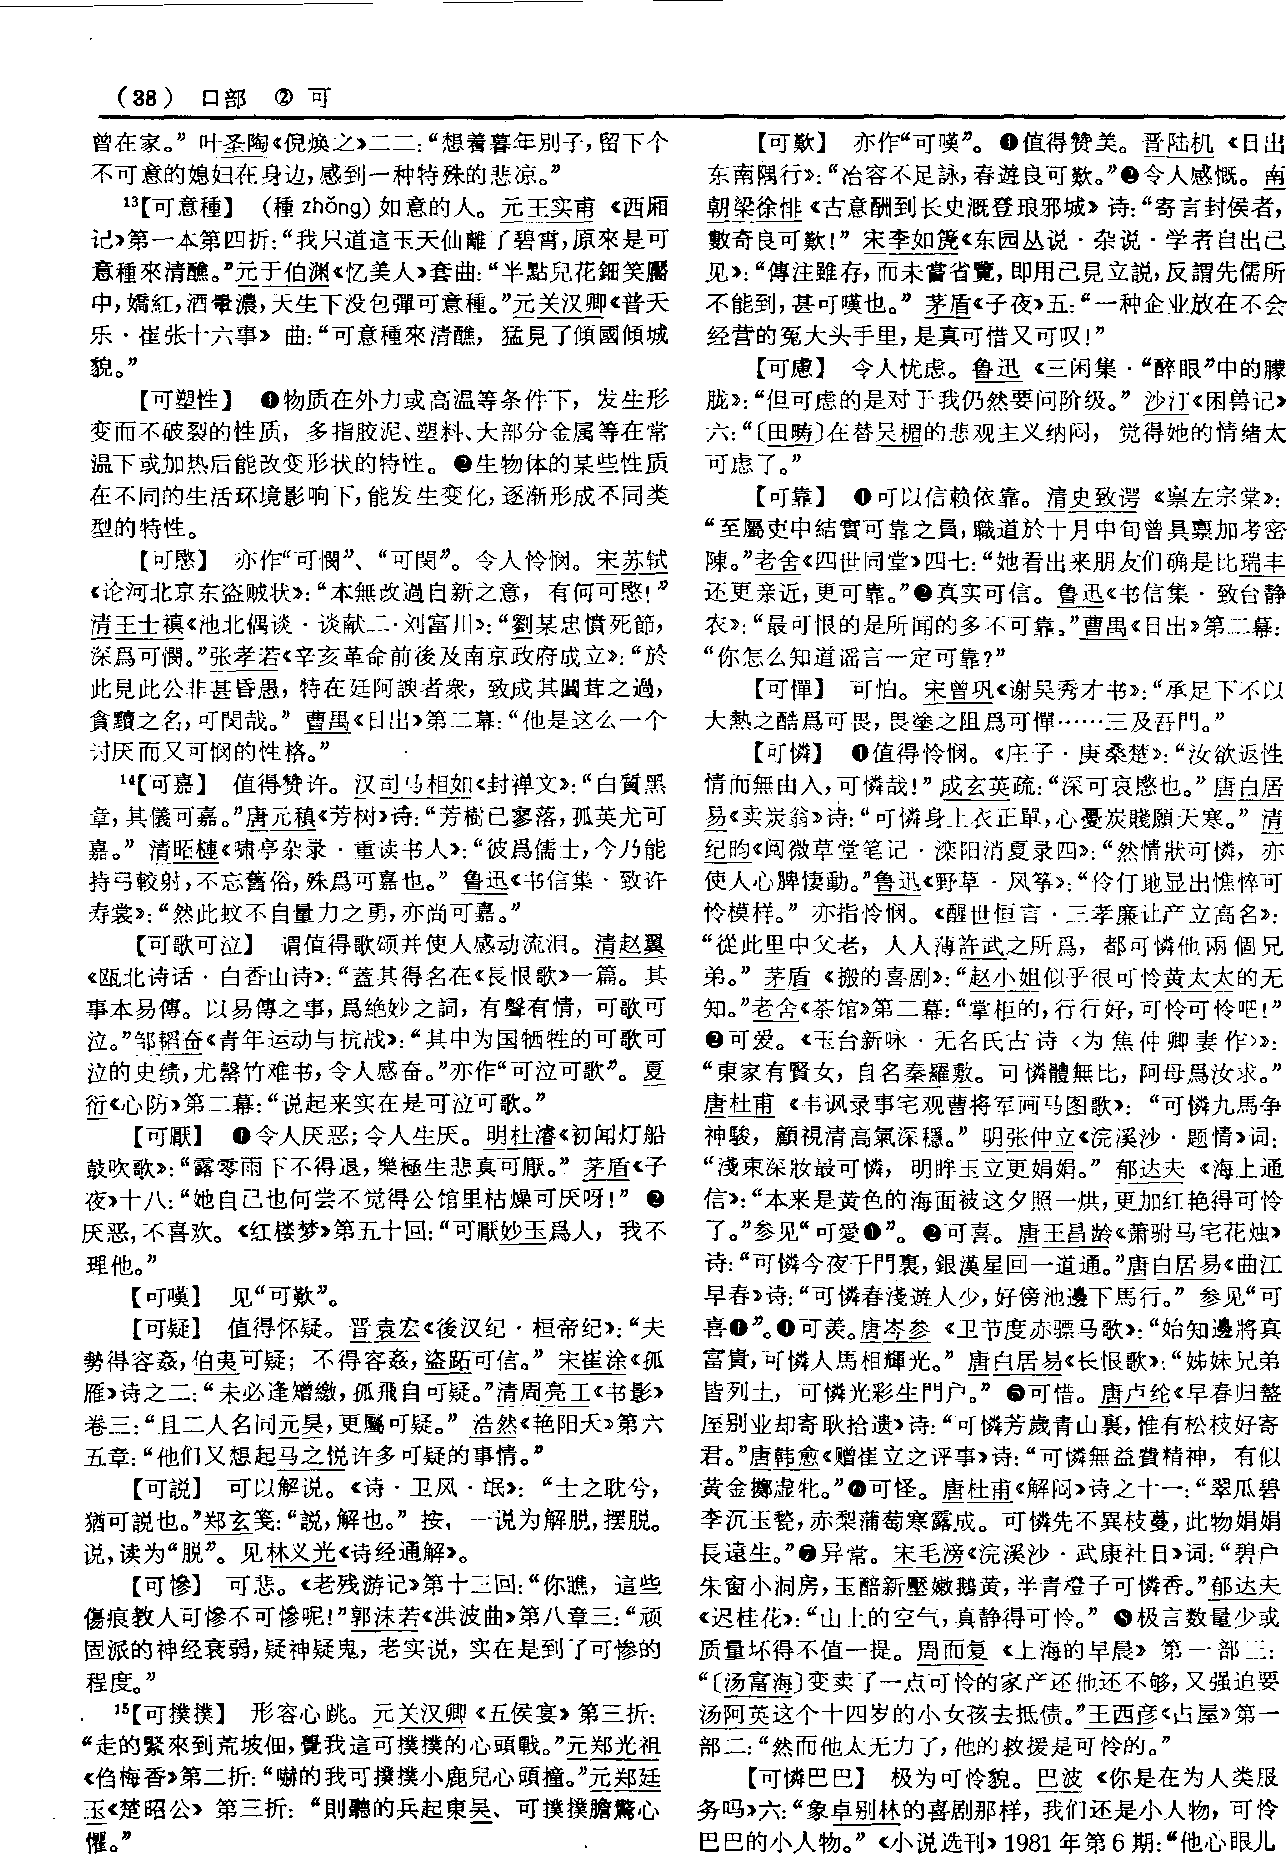 （38） 口部 ② 可
曾在家。”叶圣陶《倪焕之》二二：“想着暮年别子，留下个
不可意的媳妇在身边，感到一种特殊的悲凉。”
13【可意種】 （種 zhǒng）如意的人。元王实甫《西厢
记》第一本第四折：“我只道這玉天仙離了碧霄，原來是可
意種來清醮。”元于伯渊《忆美人》套曲：“半點兒花鈿笑靨
中，嬌紅，酒暈濃，天生下没包彈可意種。”元关汉卿《普天
乐·崔张十六事》曲：“可意種來清醮，猛見了傾國傾城
貌。”
【可塑性】 ❶物质在外力或高温等条件下，发生形
变而不破裂的性质，多指胶泥、塑料、大部分金属等在常
温下或加热后能改变形状的特性。❷生物体的某些性质
在不同的生活环境影响下，能发生变化，逐渐形成不同类
型的特性。
【可愍】 亦作“可憫”、“可閔”。令人怜悯。宋苏轼
《论河北京东盗贼状》：“本無改過自新之意，有何可愍！”
清王士禛《池北偶谈·谈献二·刘富川》：“劉某忠憤死節，
深爲可憫。”张孝若《辛亥革命前後及南京政府成立》：“於
此見此公非甚昏愚，特在廷阿諛者衆，致成其闒茸之過，
貪黷之名，可閔哉。”曹禺《日出》第二幕：“他是这么一个
讨厌而又可悯的性格。”
14【可嘉】 值得赞许。汉司马相如《封禅文》：“白質黑
章，其儀可嘉。”唐元稹《芳树》诗：“芳樹已寥落，孤英尤可
嘉。”清昭槤《啸亭杂录·重读书人》：“彼爲儒士，今乃能
持弓較射，不忘舊俗，殊爲可嘉也。”鲁迅《书信集·致许
寿裳》：“然此蚊不自量力之勇，亦尚可嘉。”
【可歌可泣】 谓值得歌颂并使人感动流泪。清赵翼
《瓯北诗话·白香山诗》：“蓋其得名在《長恨歌》一篇。其
事本易傳。以易傳之事，爲絶妙之詞，有聲有情，可歌可
泣。”邹韬奋《青年运动与抗战》：“其中为国牺牲的可歌可
泣的史绩，尤罄竹难书，令人感奋。”亦作“可泣可歌”。夏
衍《心防》第二幕：“说起来实在是可泣可歌。”
【可厭】 ❶令人厌恶；令人生厌。明杜濬《初闻灯船
鼓吹歌》：“露零雨下不得退，樂極生悲真可厭。”茅盾《子
夜》十八：“她自己也何尝不觉得公馆里枯燥可厌呀！”❷
厌恶，不喜欢。《红楼梦》第五十回：“可厭妙玉爲人，我不
理他。”
【可嘆】 见“可歎”。
【可疑】 值得怀疑。晋袁宏《後汉纪·桓帝纪》：“夫
勢得容姦，伯夷可疑；不得容姦，盗跖可信。”宋崔涂《孤
雁》诗之二：“未必逢矰繳，孤飛自可疑。”清周亮工《书影》
卷三：“且二人名同元昊，更屬可疑。”浩然《艳阳天》第六
五章：“他们又想起马之悦许多可疑的事情。”
【可説】 可以解说。《诗·卫风·氓》：“士之耽兮，
猶可説也。”郑玄笺：“説，解也。”按，一说为解脱，摆脱。
说，读为“脱”。见林义光《诗经通解》。
【可慘】 可悲。《老残游记》第十三回：“你瞧，這些
傷痕教人可慘不可慘呢！”郭沫若《洪波曲》第八章三：“顽
固派的神经衰弱，疑神疑鬼，老实说，实在是到了可惨的
程度。”
15【可撲撲】 形容心跳。元关汉卿《五侯宴》第三折：
“走的緊來到荒坡佃，覺我這可撲撲的心頭戰。”元郑光祖
《㑇梅香》第二折：“嚇的我可撲撲小鹿兒心頭撞。”元郑廷
玉《楚昭公》第三折：“則聽的兵起東吴、可撲撲膽驚心
懼。”
【可歎】 亦作“可嘆”。❶值得赞美。晋陆机《日出
东南隅行》：“冶容不足詠，春遊良可歎。”❷令人感慨。南
朝梁徐悱《古意酬到长史溉登琅邪城》诗：“寄言封侯者，
數奇良可歎！”宋李如篪《东园丛说·杂说·学者自出己
见》：“傳注雖存，而未嘗省覽，即用己見立説，反謂先儒所
不能到，甚可嘆也。”茅盾《子夜》五：“一种企业放在不会
经营的冤大头手里，是真可惜又可叹！”
【可慮】 令人忧虑。鲁迅《三闲集·“醉眼”中的朦
胧》：“但可虑的是对于我仍然要问阶级。”沙汀《困兽记》
六：“〔田畴〕在替吴楣的悲观主义纳闷，觉得她的情绪太
可虑了。”
【可靠】 ❶可以信赖依靠。清史致谔《禀左宗棠》：
“至屬吏中結實可靠之員，職道於十月中旬曾具禀加考密
陳。”老舍《四世同堂》四七：“她看出来朋友们确是比瑞丰
还更亲近，更可靠。”❷真实可信。鲁迅《书信集·致台静
农》：“最可恨的是所闻的多不可靠。”曹禺《日出》第二幕：
“你怎么知道谣言一定可靠？”
【可憚】 可怕。宋曾巩《谢吴秀才书》：“承足下不以
大熱之酷爲可畏，畏塗之阻爲可憚……三及吾門。”
【可憐】 ❶值得怜悯。《庄子·庚桑楚》：“汝欲返性
情而無由入，可憐哉！”成玄英疏：“深可哀愍也。”唐白居
易《卖炭翁》诗：“可憐身上衣正單，心憂炭賤願天寒。”清
纪昀《阅微草堂笔记·滦阳消夏录四》：“然情狀可憐，亦
使人心脾悽動。”鲁迅《野草·风筝》：“伶仃地显出憔悴可
怜模样。”亦指怜悯。《醒世恒言·三孝廉让产立高名》：
“從此里中父老，人人薄許武之所爲，都可憐他兩個兄
弟。”茅盾《搬的喜剧》：“赵小姐似乎很可怜黄太太的无
知。”老舍《茶馆》第二幕：“掌柜的，行行好，可怜可怜吧！”
❷可爱。《玉台新咏·无名氏古诗〈为焦仲卿妻作〉》：
“東家有賢女，自名秦羅敷。可憐體無比，阿母爲汝求。”
唐杜甫《韦讽录事宅观曹将军画马图歌》：“可憐九馬爭
神駿，顧視清高氣深穩。”明张仲立《浣溪沙·题情》词：
“淺束深妝最可憐，明眸玉立更娟娟。”郁达夫《海上通
信》：“本来是黄色的海面被这夕照一烘，更加红艳得可怜
了。”参见“可愛❶”。❸可喜。唐王昌龄《萧驸马宅花烛》
诗：“可憐今夜千門裏，銀漢星回一道通。”唐白居易《曲江
早春》诗：“可憐春淺遊人少，好傍池邊下馬行。”参见“可
喜❶”。❹可羡。唐岑参《卫节度赤骠马歌》：“始知邊將真
富貴，可憐人馬相輝光。”唐白居易《长恨歌》：“姊妹兄弟
皆列土，可憐光彩生門户。”❺可惜。唐卢纶《早春归盩
厔别业却寄耿拾遗》诗：“可憐芳歲青山裏，惟有松枝好寄
君。”唐韩愈《赠崔立之评事》诗：“可憐無益費精神，有似
黄金擲虚牝。”❻可怪。唐杜甫《解闷》诗之十一：“翠瓜碧
李沉玉甃，赤梨蒲萄寒露成。可憐先不異枝蔓，此物娟娟
長遠生。”❼异常。宋毛滂《浣溪沙·武康社日》词：“碧户
朱窗小洞房，玉醅新壓嫩鵝黄，半青橙子可憐香。”郁达夫
《迟桂花》：“山上的空气，真静得可怜。”❽极言数量少或
质量坏得不值一提。周而复《上海的早晨》第一部二：
“〔汤富海〕变卖了一点可怜的家产还他还不够，又强迫要
汤阿英这个十四岁的小女孩去抵债。”王西彦《古屋》第一
部二：“然而他太无力了，他的救援是可怜的。”
【可憐巴巴】 极为可怜貌。巴波《你是在为人类服
务吗》六：“象卓别林的喜剧那样，我们还是小人物，可怜
巴巴的小人物。”《小说选刊》1981年第6期：“他心眼儿